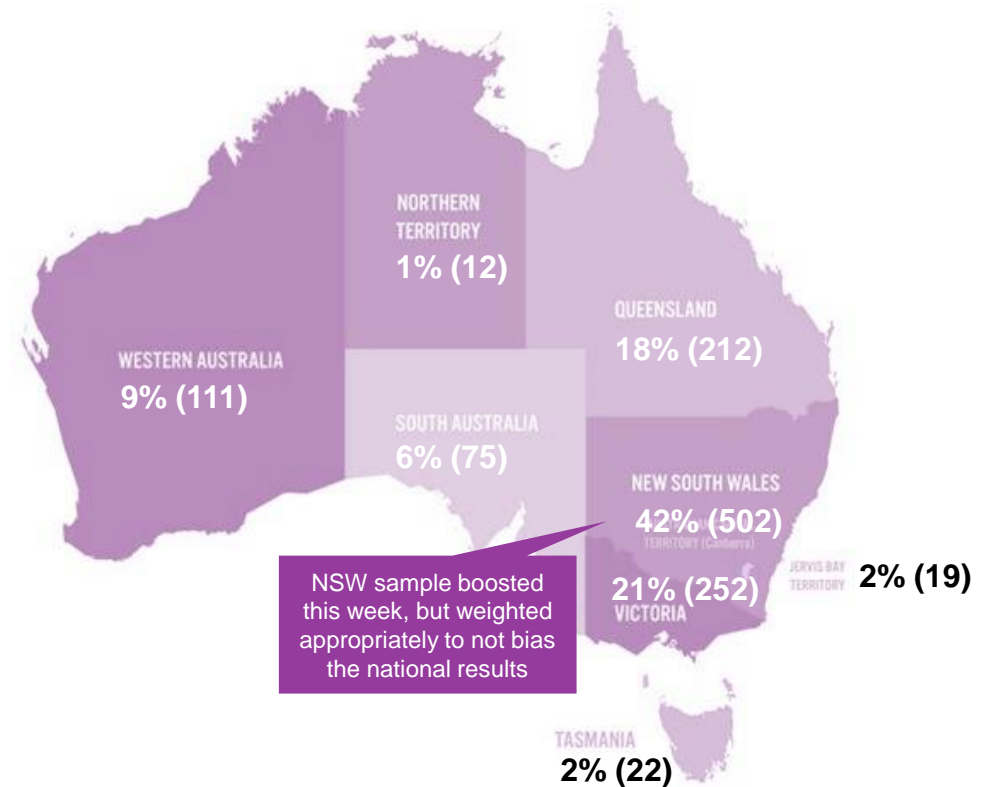 NORTHERN
TERRITORY
1% (12)
QUEENSLAND
18% (212)
WESTERN AUSTRALIA
9% (111)
SOUTH AUSTRALIA
6% (75)
NEW SOUTH WALES
42% (502)
TERRITORY (Canberra)
JERVIS BAY
TERRITORY
2% (19)
21% (252)
VICTORIA
NSW sample boosted
this week, but weighted
appropriately to not bias
the national results
TASMANIA
2% (22)